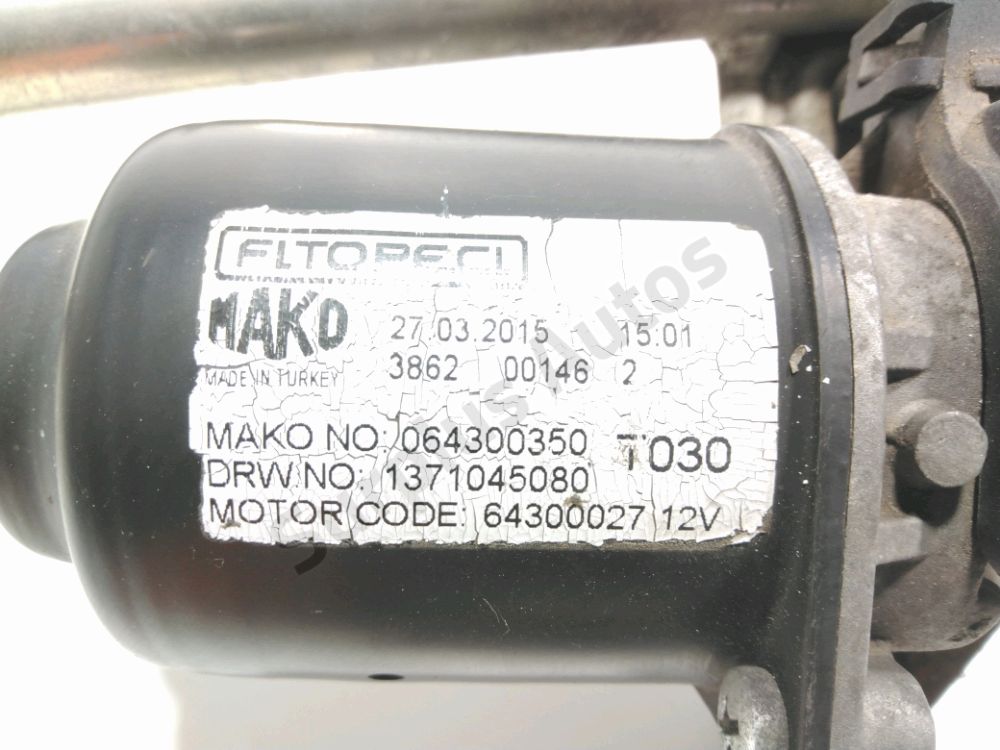 MAKO 27.03.2015 15:01
MADE IN TURKEY 3862 00146 2
MAKO NO: 064300350 T030
DRW.NO: 1371045080
MOTOR CODE: 64300027 12V
Autos